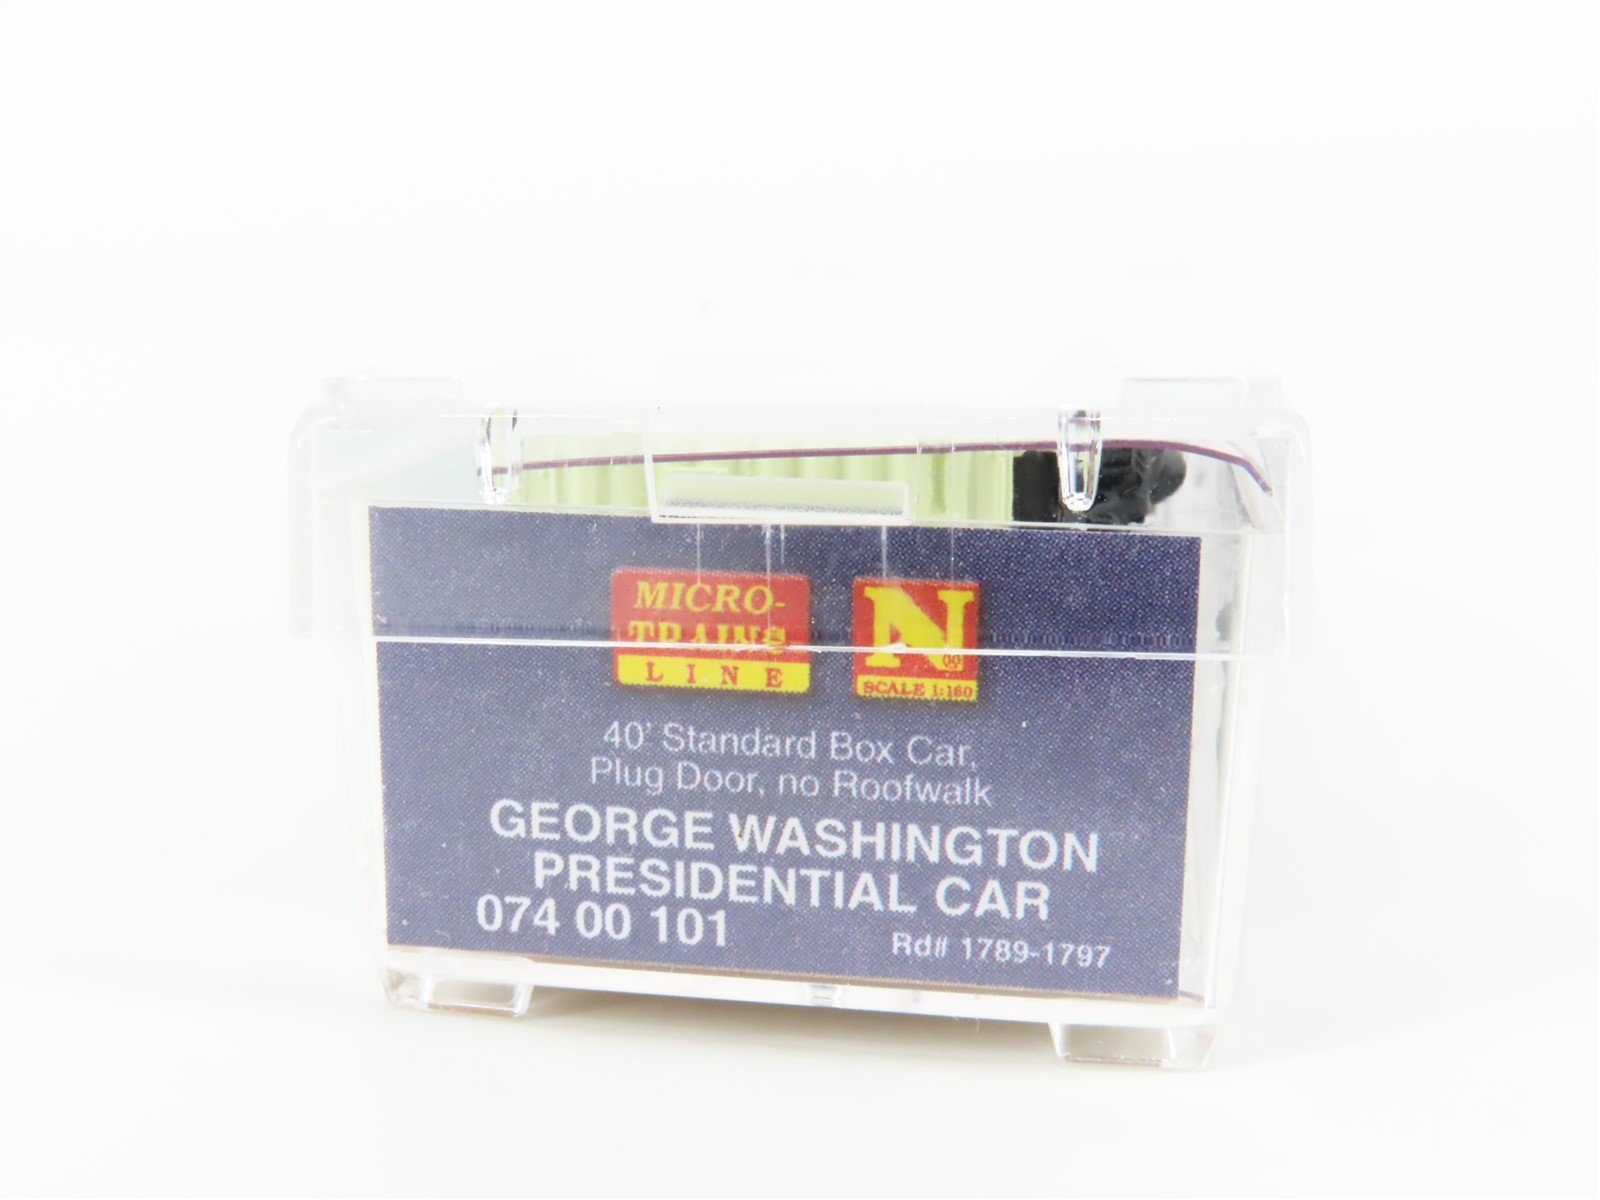 MICRO-
TRAINS
LINE
N
SCALE 1:160
40' Standard Box Car,
Plug Door, no Roofwalk
GEORGE WASHINGTON
PRESIDENTIAL CAR
074 00 101
Rd# 1789-1797